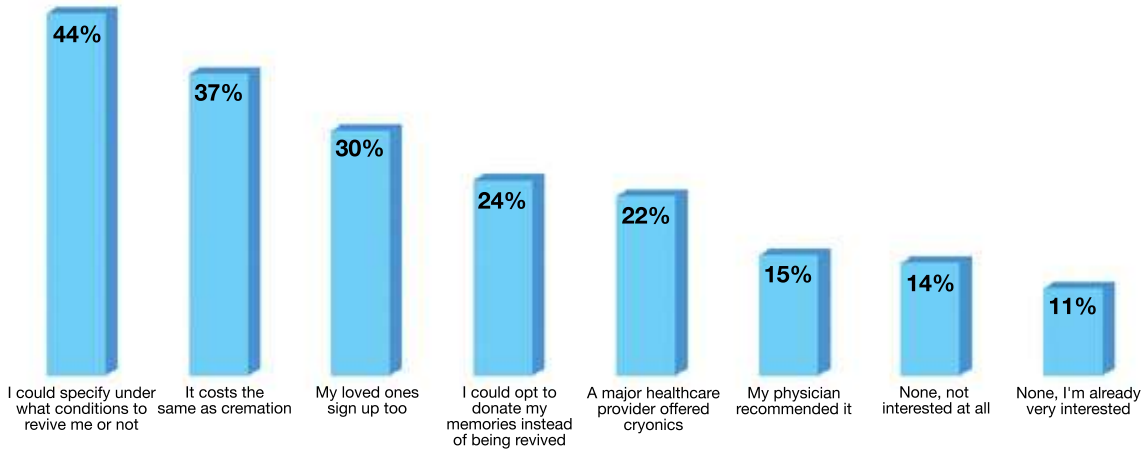 44%
37%
30%
24%
22%
15%
14%
11%
I could specify under
what conditions to
revive me or not
It costs the
same as cremation
My loved ones
sign up too
I could opt to
donate my
memories instead
of being revived
A major healthcare
provider offered
cryonics
My physician
recommended it
None, not
interested at all
None, I'm already
very interested